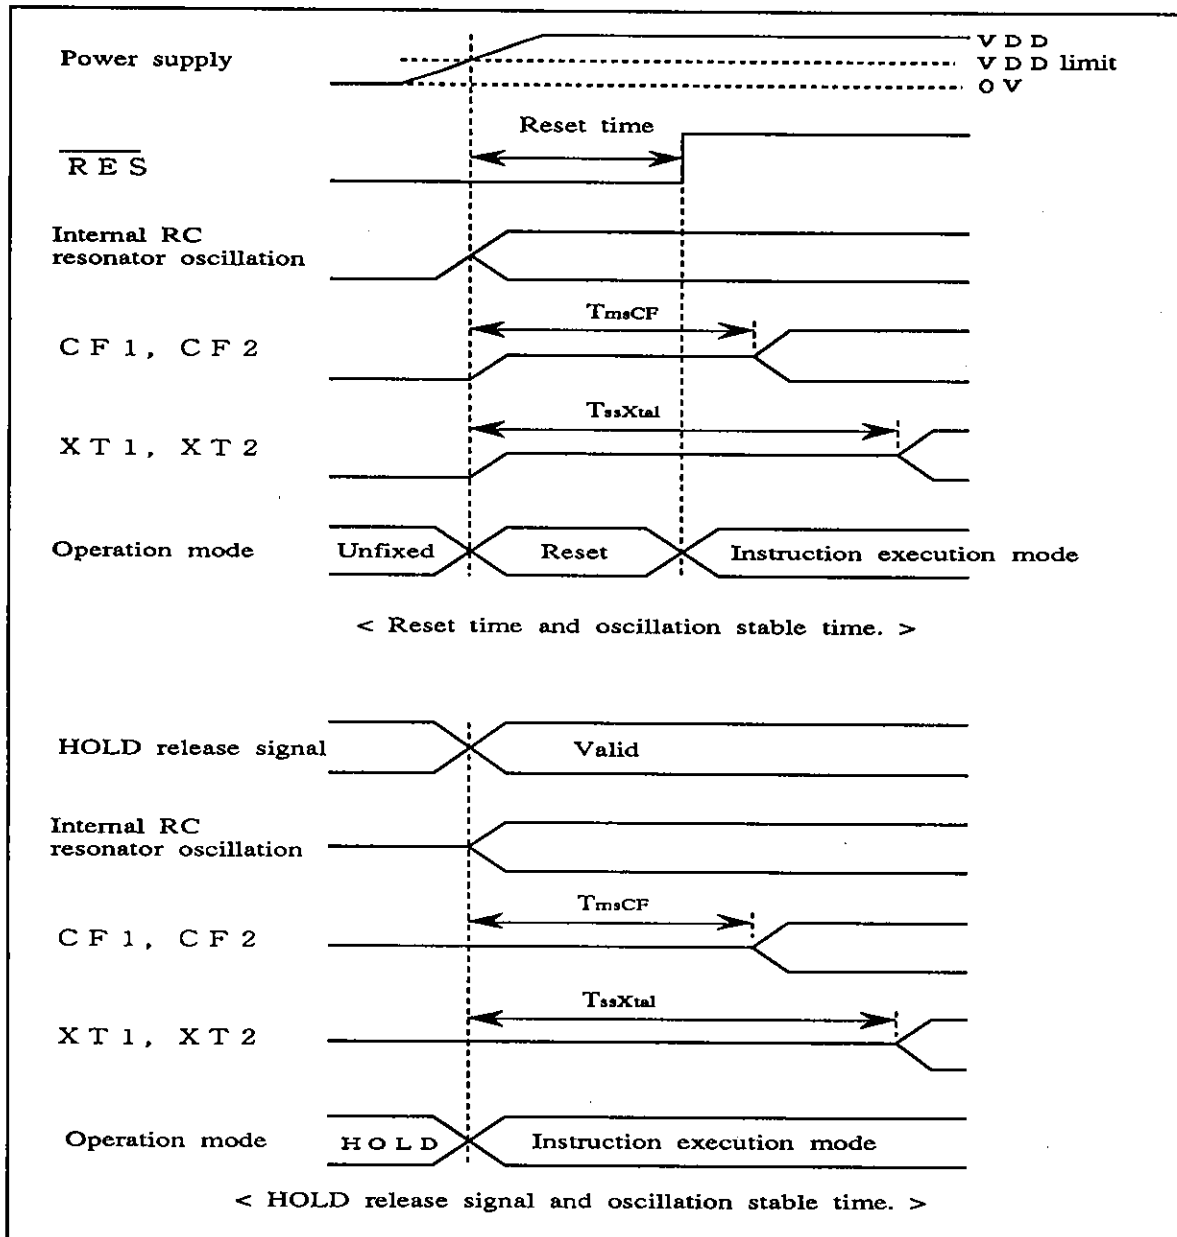 Power supply
VDD
VDD limit
0V
Reset time
RES
Internal RC
resonator oscillation
TmsCF
CF1, CF2
TssXtal
XT1, XT2
Operation mode
Unfixed
Reset
Instruction execution mode
< Reset time and oscillation stable time. >
HOLD release signal
Valid
Internal RC
resonator oscillation
TmsCF
CF1, CF2
TssXtal
XT1, XT2
Operation mode
HOLD
Instruction execution mode
< HOLD release signal and oscillation stable time. >